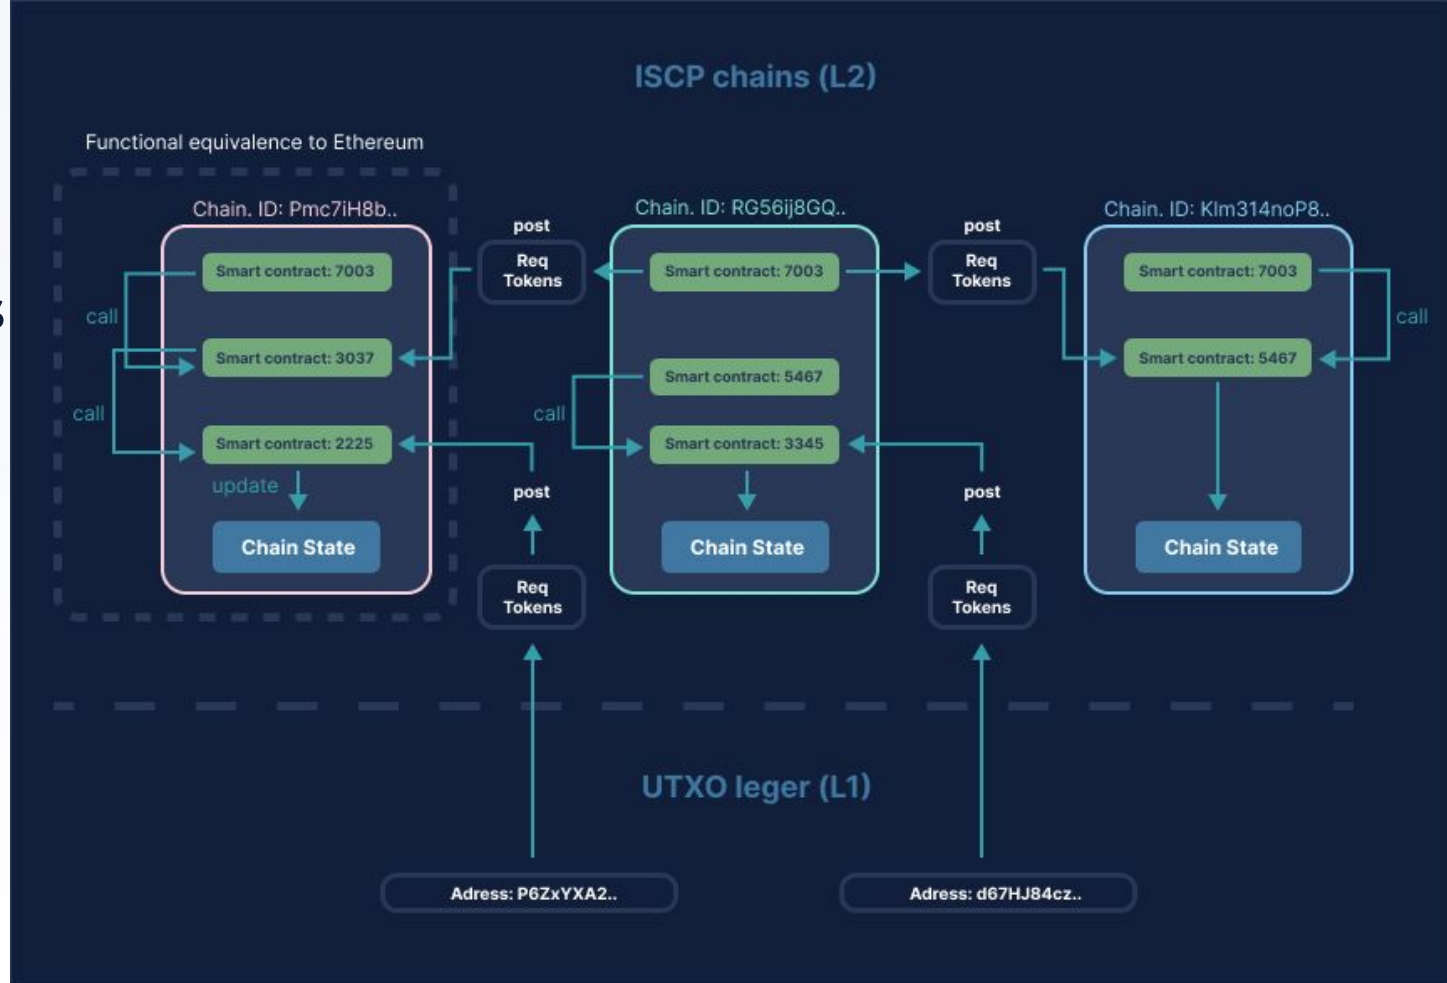 ISCP chains (L2)
Functional equivalence to Ethereum
Chain. ID: Pmc7iH8b..
Smart contract: 7003
call
Smart contract: 3037
call
Smart contract: 2225
update
Chain State
post
Req
Tokens
post
Req
Tokens
Chain. ID: RG56ij8GQ..
Smart contract: 7003
Smart contract: 5467
call
Smart contract: 3345
Chain State
post
Req
Tokens
post
Req
Tokens
Chain. ID: Klm314noP8..
Smart contract: 7003
call
Smart contract: 5467
Chain State
UTXO leger (L1)
Adress: P6ZxYXA2..
Adress: d67HJ84cz..
s